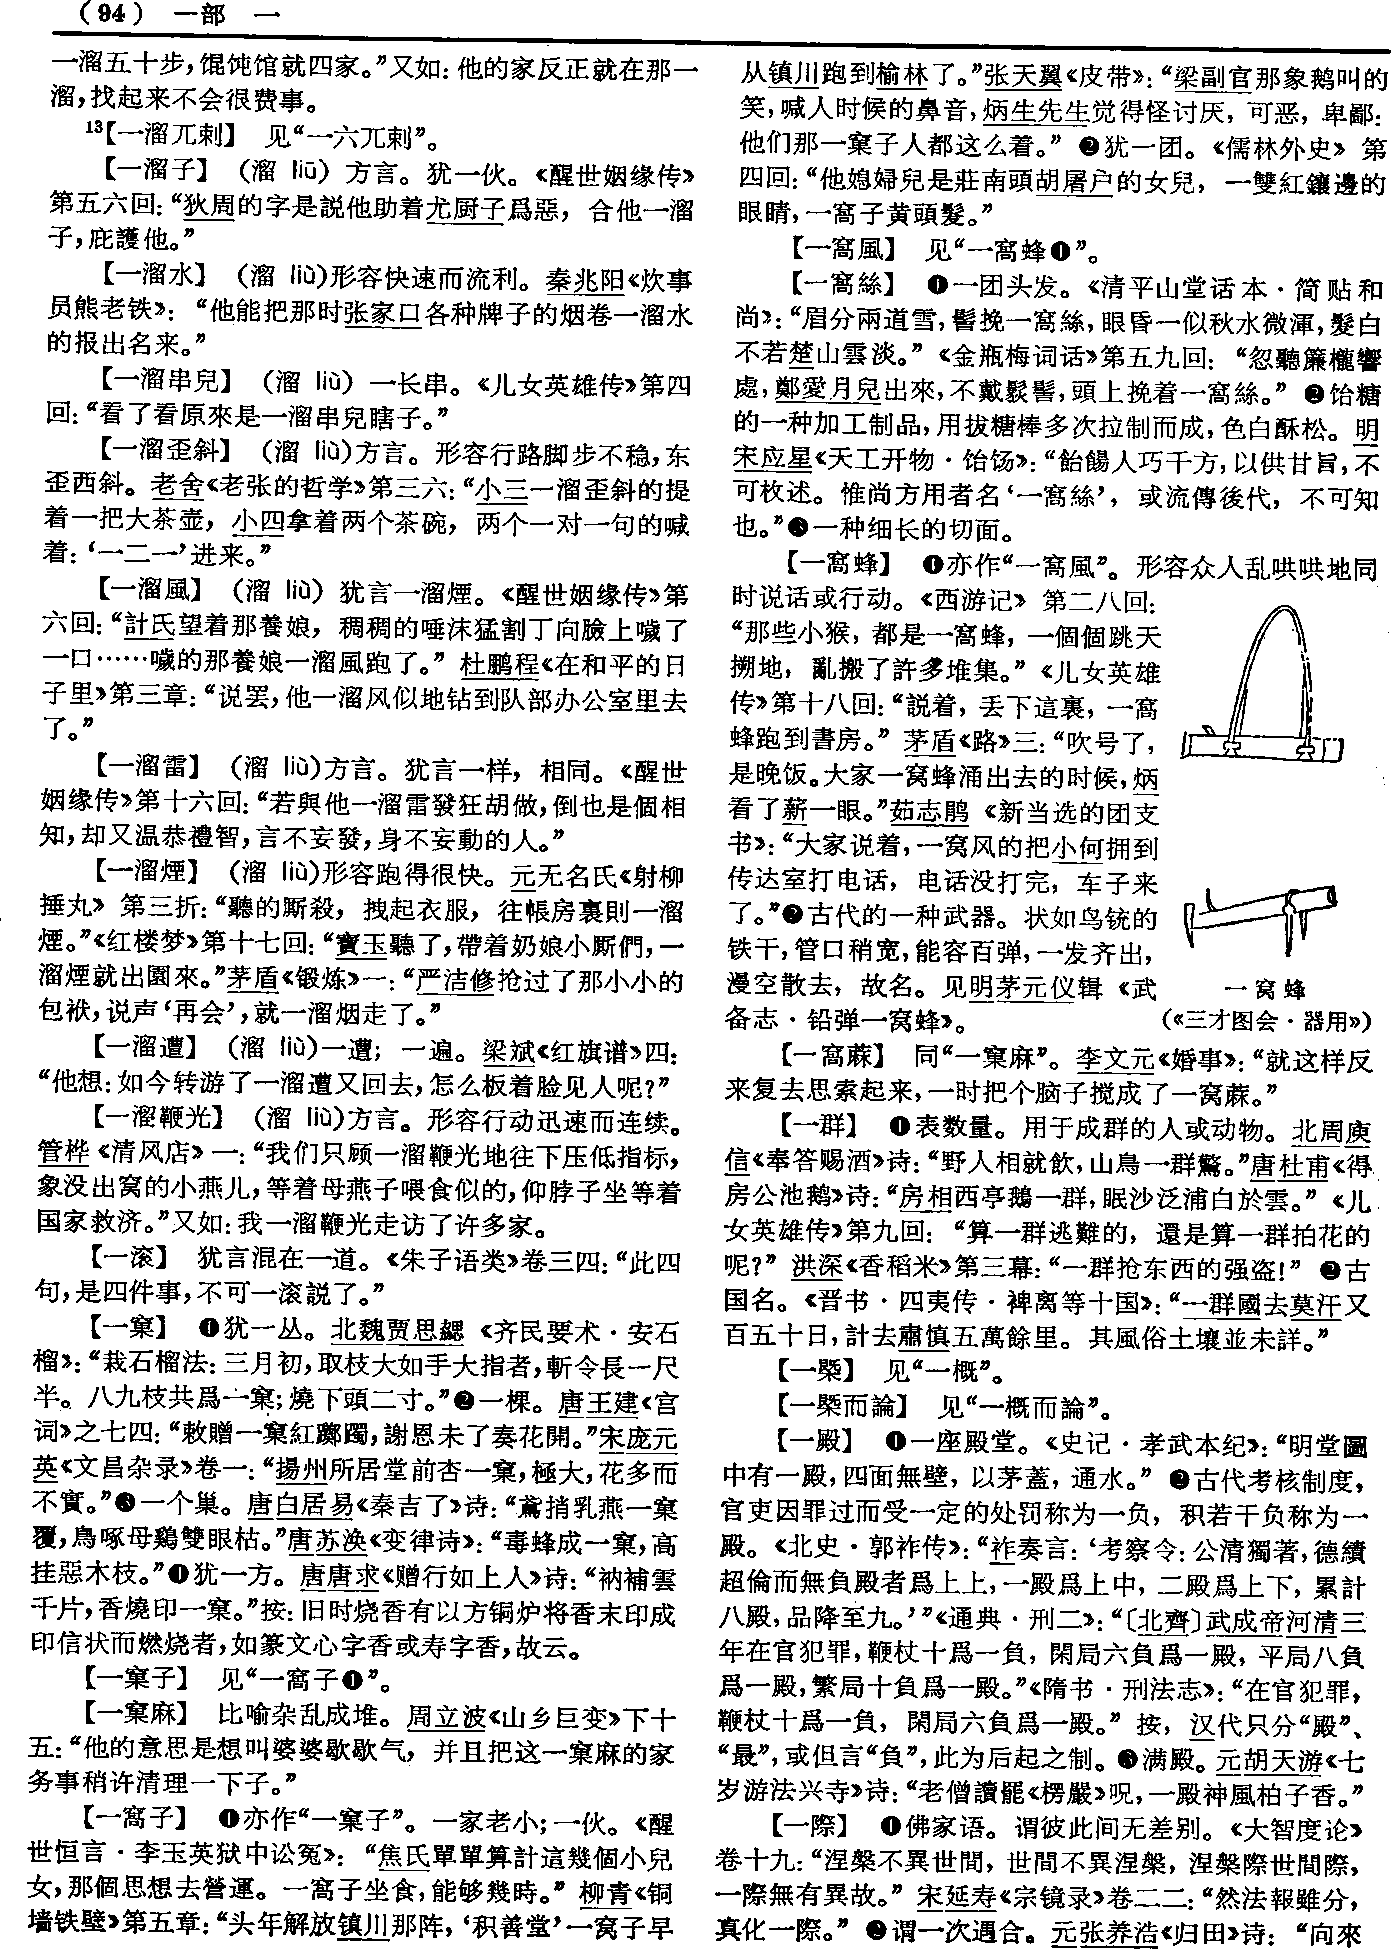 (94) 一部 一
一溜五十步，馄饨馆就四家。”又如：他的家反正就在那一
溜，找起来不会很费事。
13【一溜兀剌】 见“一六兀剌”。
【一溜子】 (溜 liū) 方言。犹一伙。《醒世姻缘传》
第五六回：“狄周的字是説他助着尤厨子爲惡，合他一溜
子，庇護他。”
【一溜水】 (溜 liù)形容快速而流利。秦兆阳《炊事
员熊老铁》：“他能把那时张家口各种牌子的烟卷一溜水
的报出名来。”
【一溜串兒】 (溜 liù) 一长串。《儿女英雄传》第四
回：“看了看原來是一溜串兒瞎子。”
【一溜歪斜】 (溜 liù)方言。形容行路脚步不稳，东
歪西斜。老舍《老张的哲学》第三六：“小三一溜歪斜的提
着一把大茶壶，小四拿着两个茶碗，两个一对一句的喊
着：‘一二一’进来。”
【一溜風】 (溜 liù) 犹言一溜煙。《醒世姻缘传》第
六回：“計氏望着那養娘，稠稠的唾沫猛割丁向臉上噦了
一口……噦的那養娘一溜風跑了。” 杜鹏程《在和平的日
子里》第三章：“说罢，他一溜风似地钻到队部办公室里去
了。”
【一溜雷】 (溜 liù)方言。犹言一样，相同。《醒世
姻缘传》第十六回：“若與他一溜雷發狂胡做，倒也是個相
知，却又温恭禮智，言不妄發，身不妄動的人。”
【一溜煙】 (溜 liù)形容跑得很快。元无名氏《射柳
捶丸》 第三折：“聽的厮殺，拽起衣服，往帳房裏則一溜
煙。”《红楼梦》第十七回：“寳玉聽了，帶着奶娘小厮們，一
溜煙就出園來。”茅盾《锻炼》一：“严洁修抢过了那小小的
包袱，说声‘再会’，就一溜烟走了。”
【一溜遭】 (溜 liù)一遭；一遍。梁斌《红旗谱》四：
“他想：如今转游了一溜遭又回去，怎么板着脸见人呢？”
【一溜鞭光】 (溜 liù)方言。形容行动迅速而连续。
管桦《清风店》一：“我们只顾一溜鞭光地往下压低指标，
象没出窝的小燕儿，等着母燕子喂食似的，仰脖子坐等着
国家救济。”又如：我一溜鞭光走访了许多家。
【一滚】 犹言混在一道。《朱子语类》卷三四：“此四
句，是四件事，不可一滚説了。”
【一窠】 ❶犹一丛。北魏贾思勰《齐民要术·安石
榴》：“栽石榴法：三月初，取枝大如手大指者，斬令長一尺
半。八九枝共爲一窠；燒下頭二寸。”❷一棵。唐王建《宫
词》之七四：“敕贈一窠紅躑躅，謝恩未了奏花開。”宋庞元
英《文昌杂录》卷一：“揚州所居堂前杏一窠，極大，花多而
不實。”❸一个巢。唐白居易《秦吉了》诗：“鳶捎乳燕一窠
覆，烏啄母鷄雙眼枯。”唐苏涣《变律诗》：“毒蜂成一窠，高
挂惡木枝。”❹犹一方。唐唐求《赠行如上人》诗：“衲補雲
千片，香燒印一窠。”按：旧时烧香有以方铜炉将香末印成
印信状而燃烧者，如篆文心字香或寿字香，故云。
【一窠子】 见“一窩子❶”。
【一窠麻】 比喻杂乱成堆。周立波《山乡巨变》下十
五：“他的意思是想叫婆婆歇歇气，并且把这一窠麻的家
务事稍许清理一下子。”
【一窩子】 ❶亦作“一窠子”。一家老小；一伙。《醒
世恒言·李玉英狱中讼冤》：“焦氏單單算計這幾個小兒
女，那個思想去營運。一窩子坐食，能够幾時。” 柳青《铜
墙铁壁》第五章：“头年解放镇川那阵，‘积善堂’一窝子早
从镇川跑到榆林了。”张天翼《皮带》：“梁副官那象鹅叫的
笑，喊人时候的鼻音，炳生先生觉得怪讨厌，可恶，卑鄙：
他们那一窠子人都这么着。” ❷犹一团。《儒林外史》第
四回：“他媳婦兒是莊南頭胡屠户的女兒，一雙紅鑲邊的
眼睛，一窩子黄頭髮。”
【一窩風】 见“一窩蜂❶”。
【一窩絲】 ❶一团头发。《清平山堂话本·简贴和
尚》：“眉分兩道雪，髻挽一窩絲，眼昏一似秋水微渾，髮白
不若楚山雲淡。” 《金瓶梅词话》第五九回：“忽聽簾櫳響
處，鄭愛月兒出來，不戴䯼髻，頭上挽着一窩絲。” ❷饴糖
的一种加工制品，用拔糖棒多次拉制而成，色白酥松。明
宋应星《天工开物·饴饧》：“飴餳人巧千方，以供甘旨，不
可枚述。惟尚方用者名‘一窩絲’，或流傳後代，不可知
也。”❸一种细长的切面。
【一窩蜂】 ❶亦作“一窩風”。形容众人乱哄哄地同
时说话或行动。《西游记》第二八回：
“那些小猴，都是一窩蜂，一個個跳天
搠地，亂搬了許多堆集。” 《儿女英雄
传》第十八回：“説着，丢下這裏，一窩
蜂跑到書房。” 茅盾《路》三：“吹号了，
是晚饭。大家一窝蜂涌出去的时候，炳
看了薪一眼。”茹志鹃《新当选的团支
书》：“大家说着，一窝风的把小何拥到
传达室打电话，电话没打完，车子来
了。”❷古代的一种武器。状如鸟铳的
铁干，管口稍宽，能容百弹，一发齐出，
漫空散去，故名。见明茅元仪辑《武
备志·铅弹一窝蜂》。
一窝蜂
(《三才图会·器用》)
【一窩蔴】 同“一窠麻”。李文元《婚事》：“就这样反
来复去思索起来，一时把个脑子搅成了一窝蔴。”
【一群】 ❶表数量。用于成群的人或动物。北周庾
信《奉答赐酒》诗：“野人相就飲，山鳥一群驚。”唐杜甫《得
房公池鹅》诗：“房相西亭鵝一群，眠沙泛浦白於雲。” 《儿
女英雄传》第九回：“算一群逃難的，還是算一群拍花的
呢？” 洪深《香稻米》第三幕：“一群抢东西的强盗！” ❷古
国名。《晋书·四夷传·裨离等十国》：“一群國去莫汗又
百五十日，計去肅慎五萬餘里。其風俗土壤並未詳。”
【一槩】 见“一概”。
【一槩而論】 见“一概而論”。
【一殿】 ❶一座殿堂。《史记·孝武本纪》：“明堂圖
中有一殿，四面無壁，以茅蓋，通水。” ❷古代考核制度，
官吏因罪过而受一定的处罚称为一负，积若干负称为一
殿。《北史·郭祚传》：“祚奏言：‘考察令：公清獨著，德績
超倫而無負殿者爲上上，一殿爲上中，二殿爲上下，累計
八殿，品降至九。’”《通典·刑二》：“〔北齊〕武成帝河清三
年在官犯罪，鞭杖十爲一負，閑局六負爲一殿，平局八負
爲一殿，繁局十負爲一殿。”《隋书·刑法志》：“在官犯罪，
鞭杖十爲一負，閑局六負爲一殿。” 按，汉代只分“殿”、
“最”，或但言“負”，此为后起之制。❸满殿。元胡天游《七
岁游法兴寺》诗：“老僧讀罷《楞嚴》呪，一殿神風柏子香。”
【一際】 ❶佛家语。谓彼此间无差别。《大智度论》
卷十九：“涅槃不異世間，世間不異涅槃，涅槃際世間際，
一際無有異故。” 宋延寿《宗镜录》卷二二：“然法報雖分，
真化一際。” ❷谓一次遇合。元张养浩《归田》诗：“向來